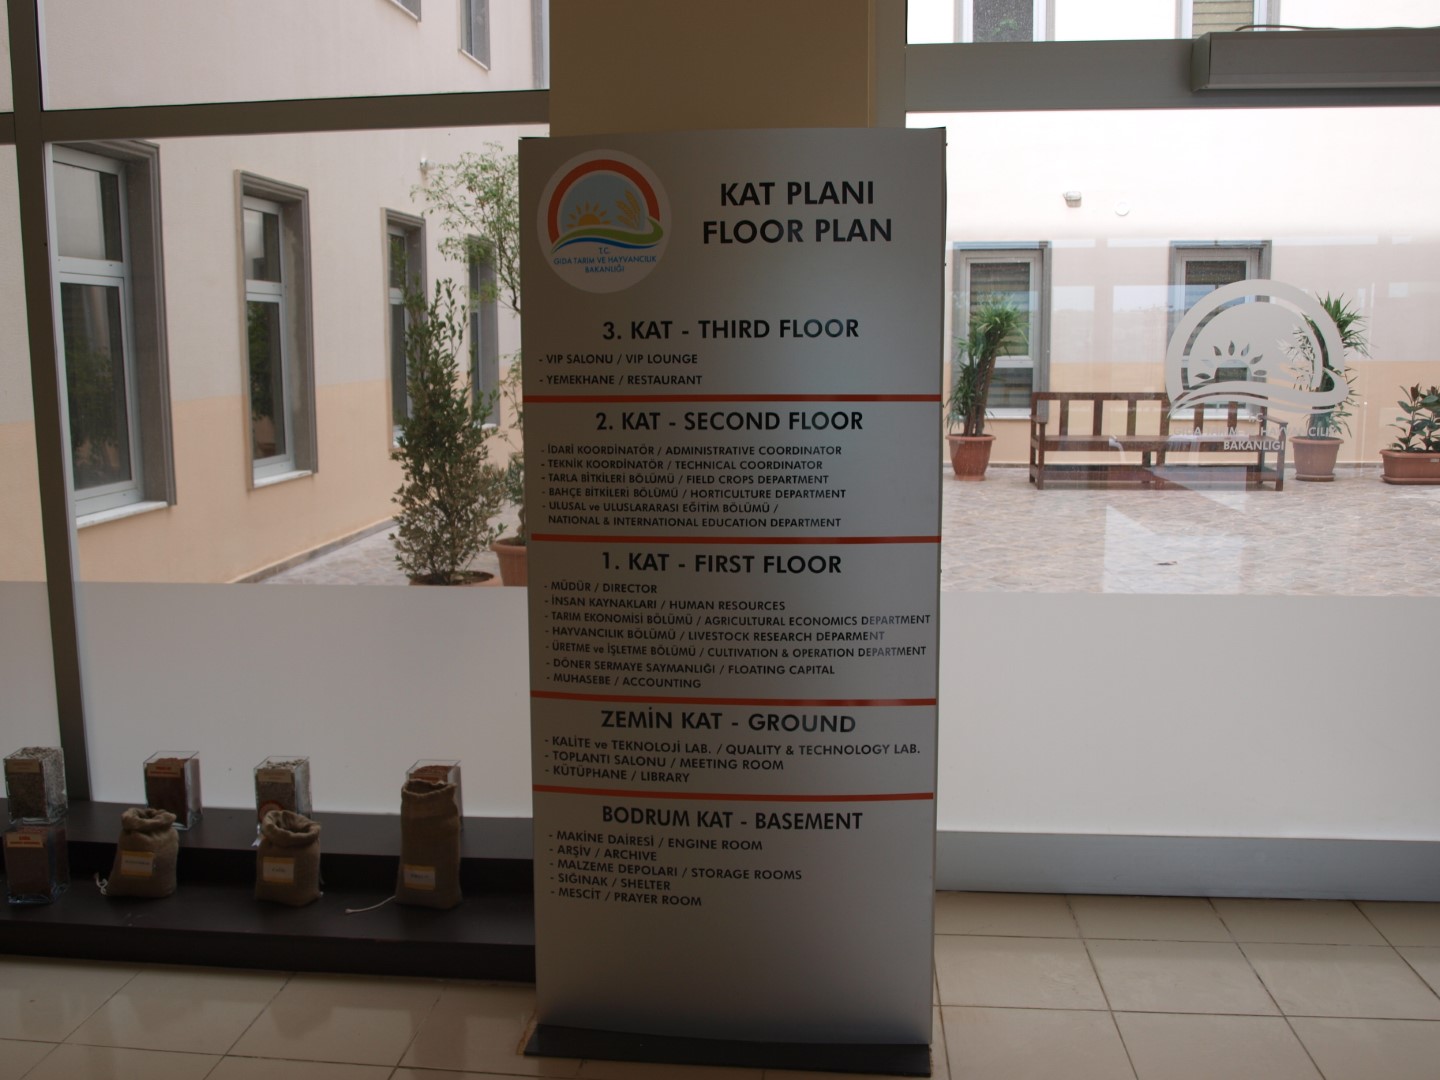 KAT PLANI
FLOOR PLAN
T.C.
GIDA TARIM VE HAYVANCILIK
BAKANLIĞI
3. KAT - THIRD FLOOR
- VIP SALONU / VIP LOUNGE
- YEMEKHANE / RESTAURANT
2. KAT - SECOND FLOOR
- İDARİ KOORDİNATÖR / ADMINISTRATIVE COORDINATOR
- TEKNİK KOORDİNATÖR / TECHNICAL COORDINATOR
- TARLA BİTKİLERİ BÖLÜMÜ / FIELD CROPS DEPARTMENT
- BAHÇE BİTKİLERİ BÖLÜMÜ / HORTICULTURE DEPARTMENT
- ULUSAL ve ULUSLARARASI EĞİTİM BÖLÜMÜ /
NATIONAL & INTERNATIONAL EDUCATION DEPARTMENT
1. KAT - FIRST FLOOR
- MÜDÜR / DIRECTOR
- İNSAN KAYNAKLARI / HUMAN RESOURCES
- TARIM EKONOMİSİ BÖLÜMÜ / AGRICULTURAL ECONOMICS DEPARTMENT
- HAYVANCILIK BÖLÜMÜ / LIVESTOCK RESEARCH DEPARMENT
- ÜRETME ve İŞLETME BÖLÜMÜ / CULTIVATION & OPERATION DEPARTMENT
- DÖNER SERMAYE SAYMANLIĞI / FLOATING CAPITAL
- MUHASEBE / ACCOUNTING
ZEMİN KAT - GROUND
- KALİTE ve TEKNOLOJİ LAB. / QUALITY & TECHNOLOGY LAB.
- TOPLANTI SALONU / MEETING ROOM
- KÜTÜPHANE / LIBRARY
BODRUM KAT - BASEMENT
- MAKİNE DAİRESİ / ENGINE ROOM
- ARŞİV / ARCHIVE
- MALZEME DEPOLARI / STORAGE ROOMS
- SIĞINAK / SHELTER
- MESCİT / PRAYER ROOM
BAKANLIĞI